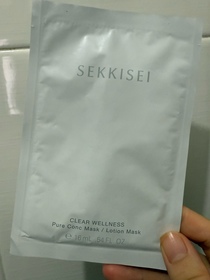 SEKKISEI
CLEAR WELLNESS
Pure Conc Mask / Lotion Mask